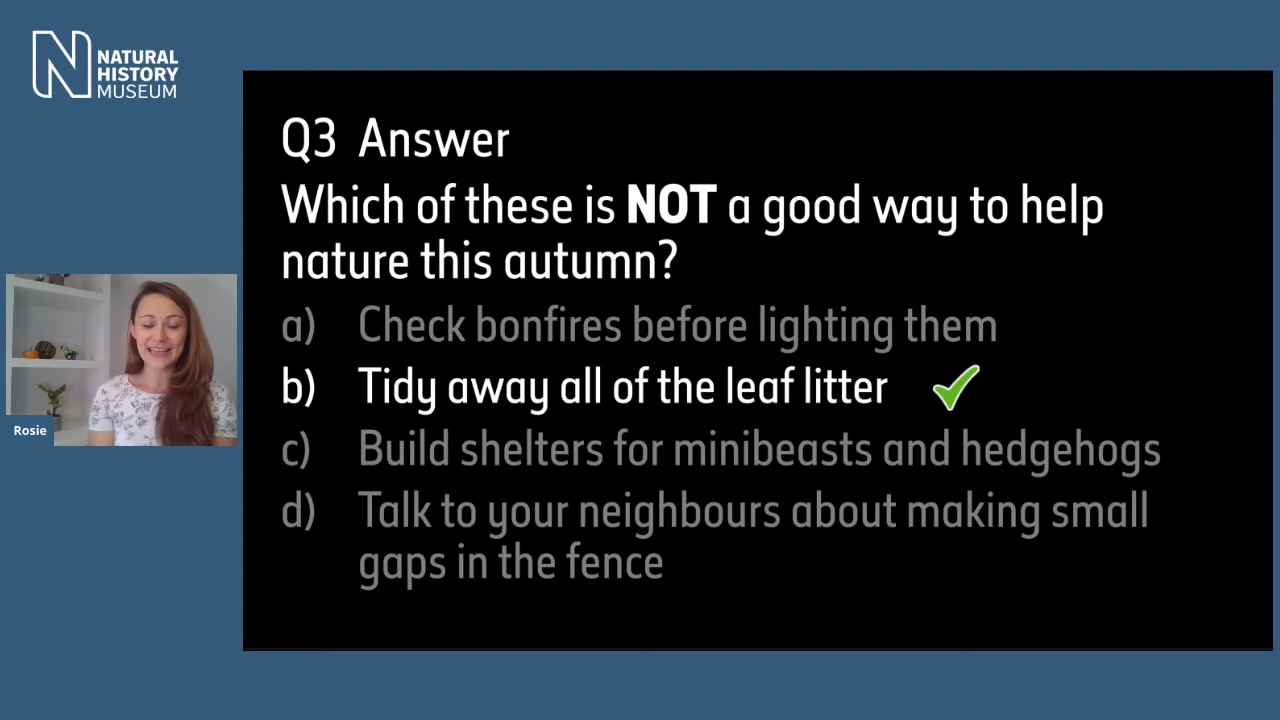 NATURAL
HISTORY
MUSEUM
Q3 Answer
Which of these is NOT a good way to help
nature this autumn?
a) Check bonfires before lighting them
b) Tidy away all of the leaf litter
c) Build shelters for minibeasts and hedgehogs
d) Talk to your neighbours about making small
gaps in the fence
Rosie